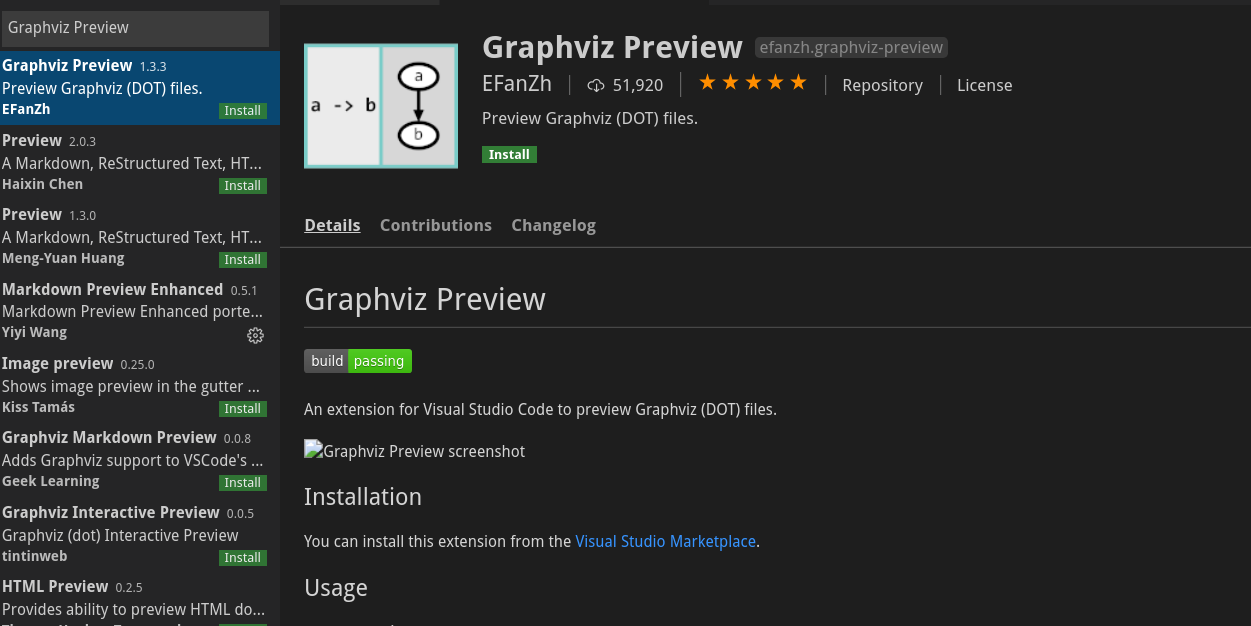 Graphviz Preview
Graphviz Preview 1.3.3
Preview Graphviz (DOT) files.
EFanZh Install
Preview 2.0.3
A Markdown, ReStructured Text, HT...
Haixin Chen Install
Preview 1.3.0
A Markdown, ReStructured Text, HT...
Meng-Yuan Huang Install
Markdown Preview Enhanced 0.5.1
Markdown Preview Enhanced porte...
Yiyi Wang
Image preview 0.25.0
Shows image preview in the gutter ...
Kiss Tamás Install
Graphviz Markdown Preview 0.0.8
Adds Graphviz support to VSCode's ...
Geek Learning Install
Graphviz Interactive Preview 0.0.5
Graphviz (dot) Interactive Preview
tintinweb Install
HTML Preview 0.2.5
Provides ability to preview HTML do...
a -> b
a
b
Graphviz Preview efanzh.graphviz-preview
EFanZh 51,920 Repository License
Preview Graphviz (DOT) files.
Install
Details Contributions Changelog
Graphviz Preview
build passing
An extension for Visual Studio Code to preview Graphviz (DOT) files.
Graphviz Preview screenshot
Installation
You can install this extension from the Visual Studio Marketplace.
Usage